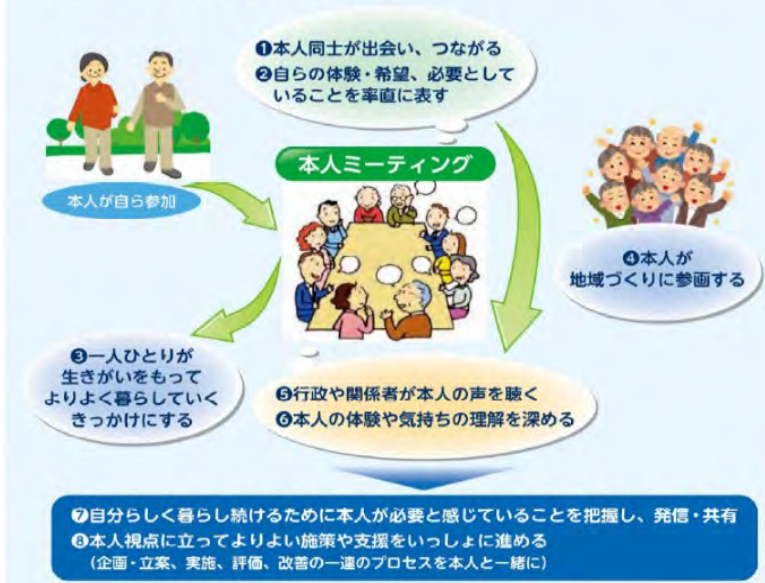 ❶本人同士が出会い、つながる
❷自らの体験・希望、必要として
いることを率直に表す
本人ミーティング
本人が自ら参加
❹本人が
地域づくりに参画する
❸一人ひとりが
生きがいをもって
よりよく暮らしていく
きっかけにする
❺行政や関係者が本人の声を聴く
❻本人の体験や気持ちの理解を深める
❼自分らしく暮らし続けるために本人が必要と感じていることを把握し、発信・共有
❽本人視点に立ってよりよい施策や支援をいっしょに進める
（企画・立案、実施、評価、改善の一連のプロセスを本人と一緒に）